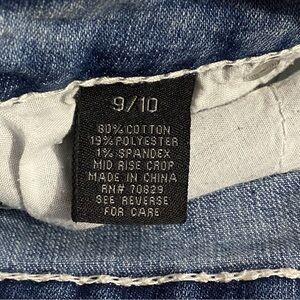 9/10
80% COTTON
19% POLYESTER
1% SPANDEX
MID RISE CROP
MADE IN CHINA
RN# 70829
SEE REVERSE
FOR CARE